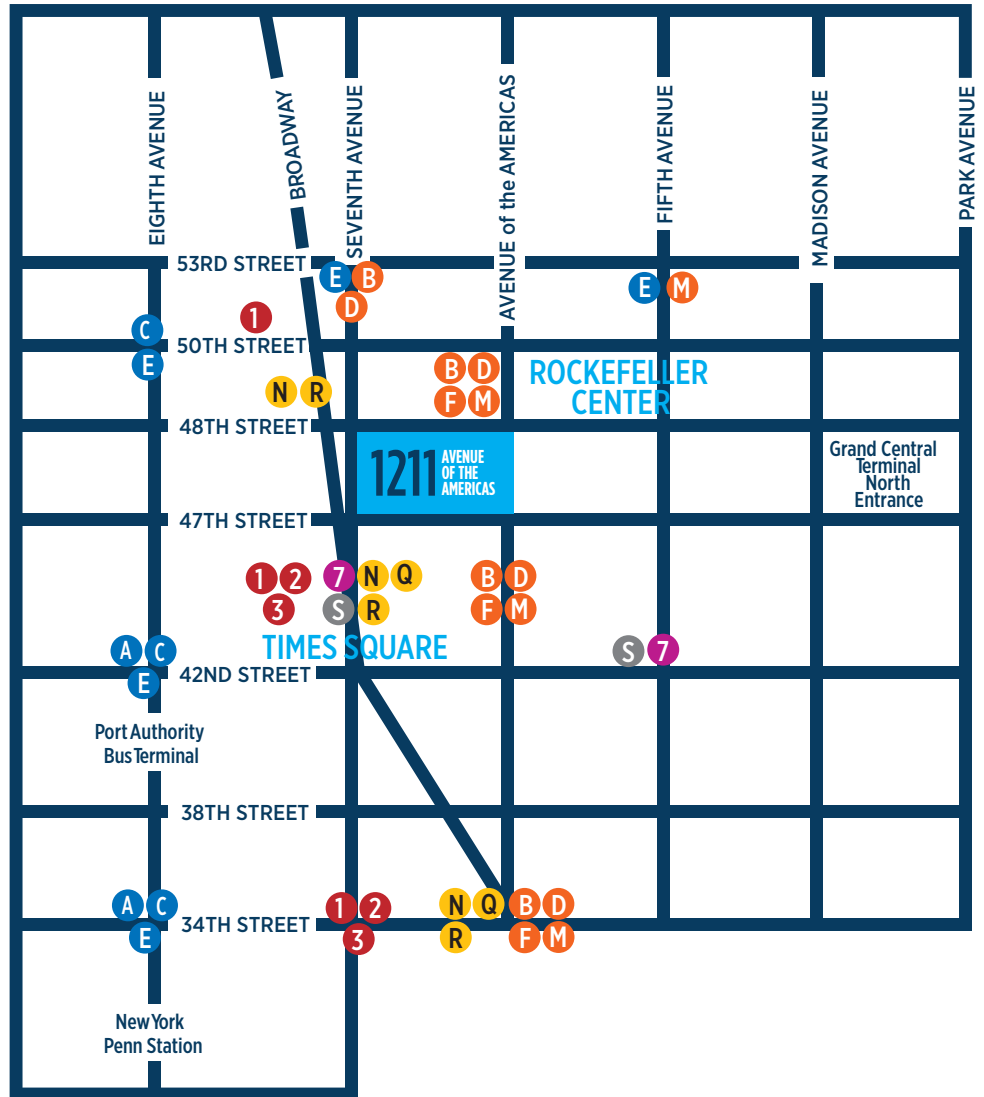 EIGHTH AVENUE
BROADWAY
SEVENTH AVENUE
AVENUE of the AMERICAS
FIFTH AVENUE
MADISON AVENUE
PARK AVENUE
53RD STREET
E B
D
E M
C
E
1
50TH STREET
N R
B D
F M
ROCKEFELLER
CENTER
48TH STREET
1211
AVENUE
OF THE
AMERICAS
Grand Central
Terminal
North
Entrance
47TH STREET
1 2
3
7 N Q
S R
B D
F M
TIMES SQUARE
A C
E
S 7
42ND STREET
Port Authority
Bus Terminal
38TH STREET
A C
E
34TH STREET
1 2
3
N Q
R
B D
F M
New York
Penn Station